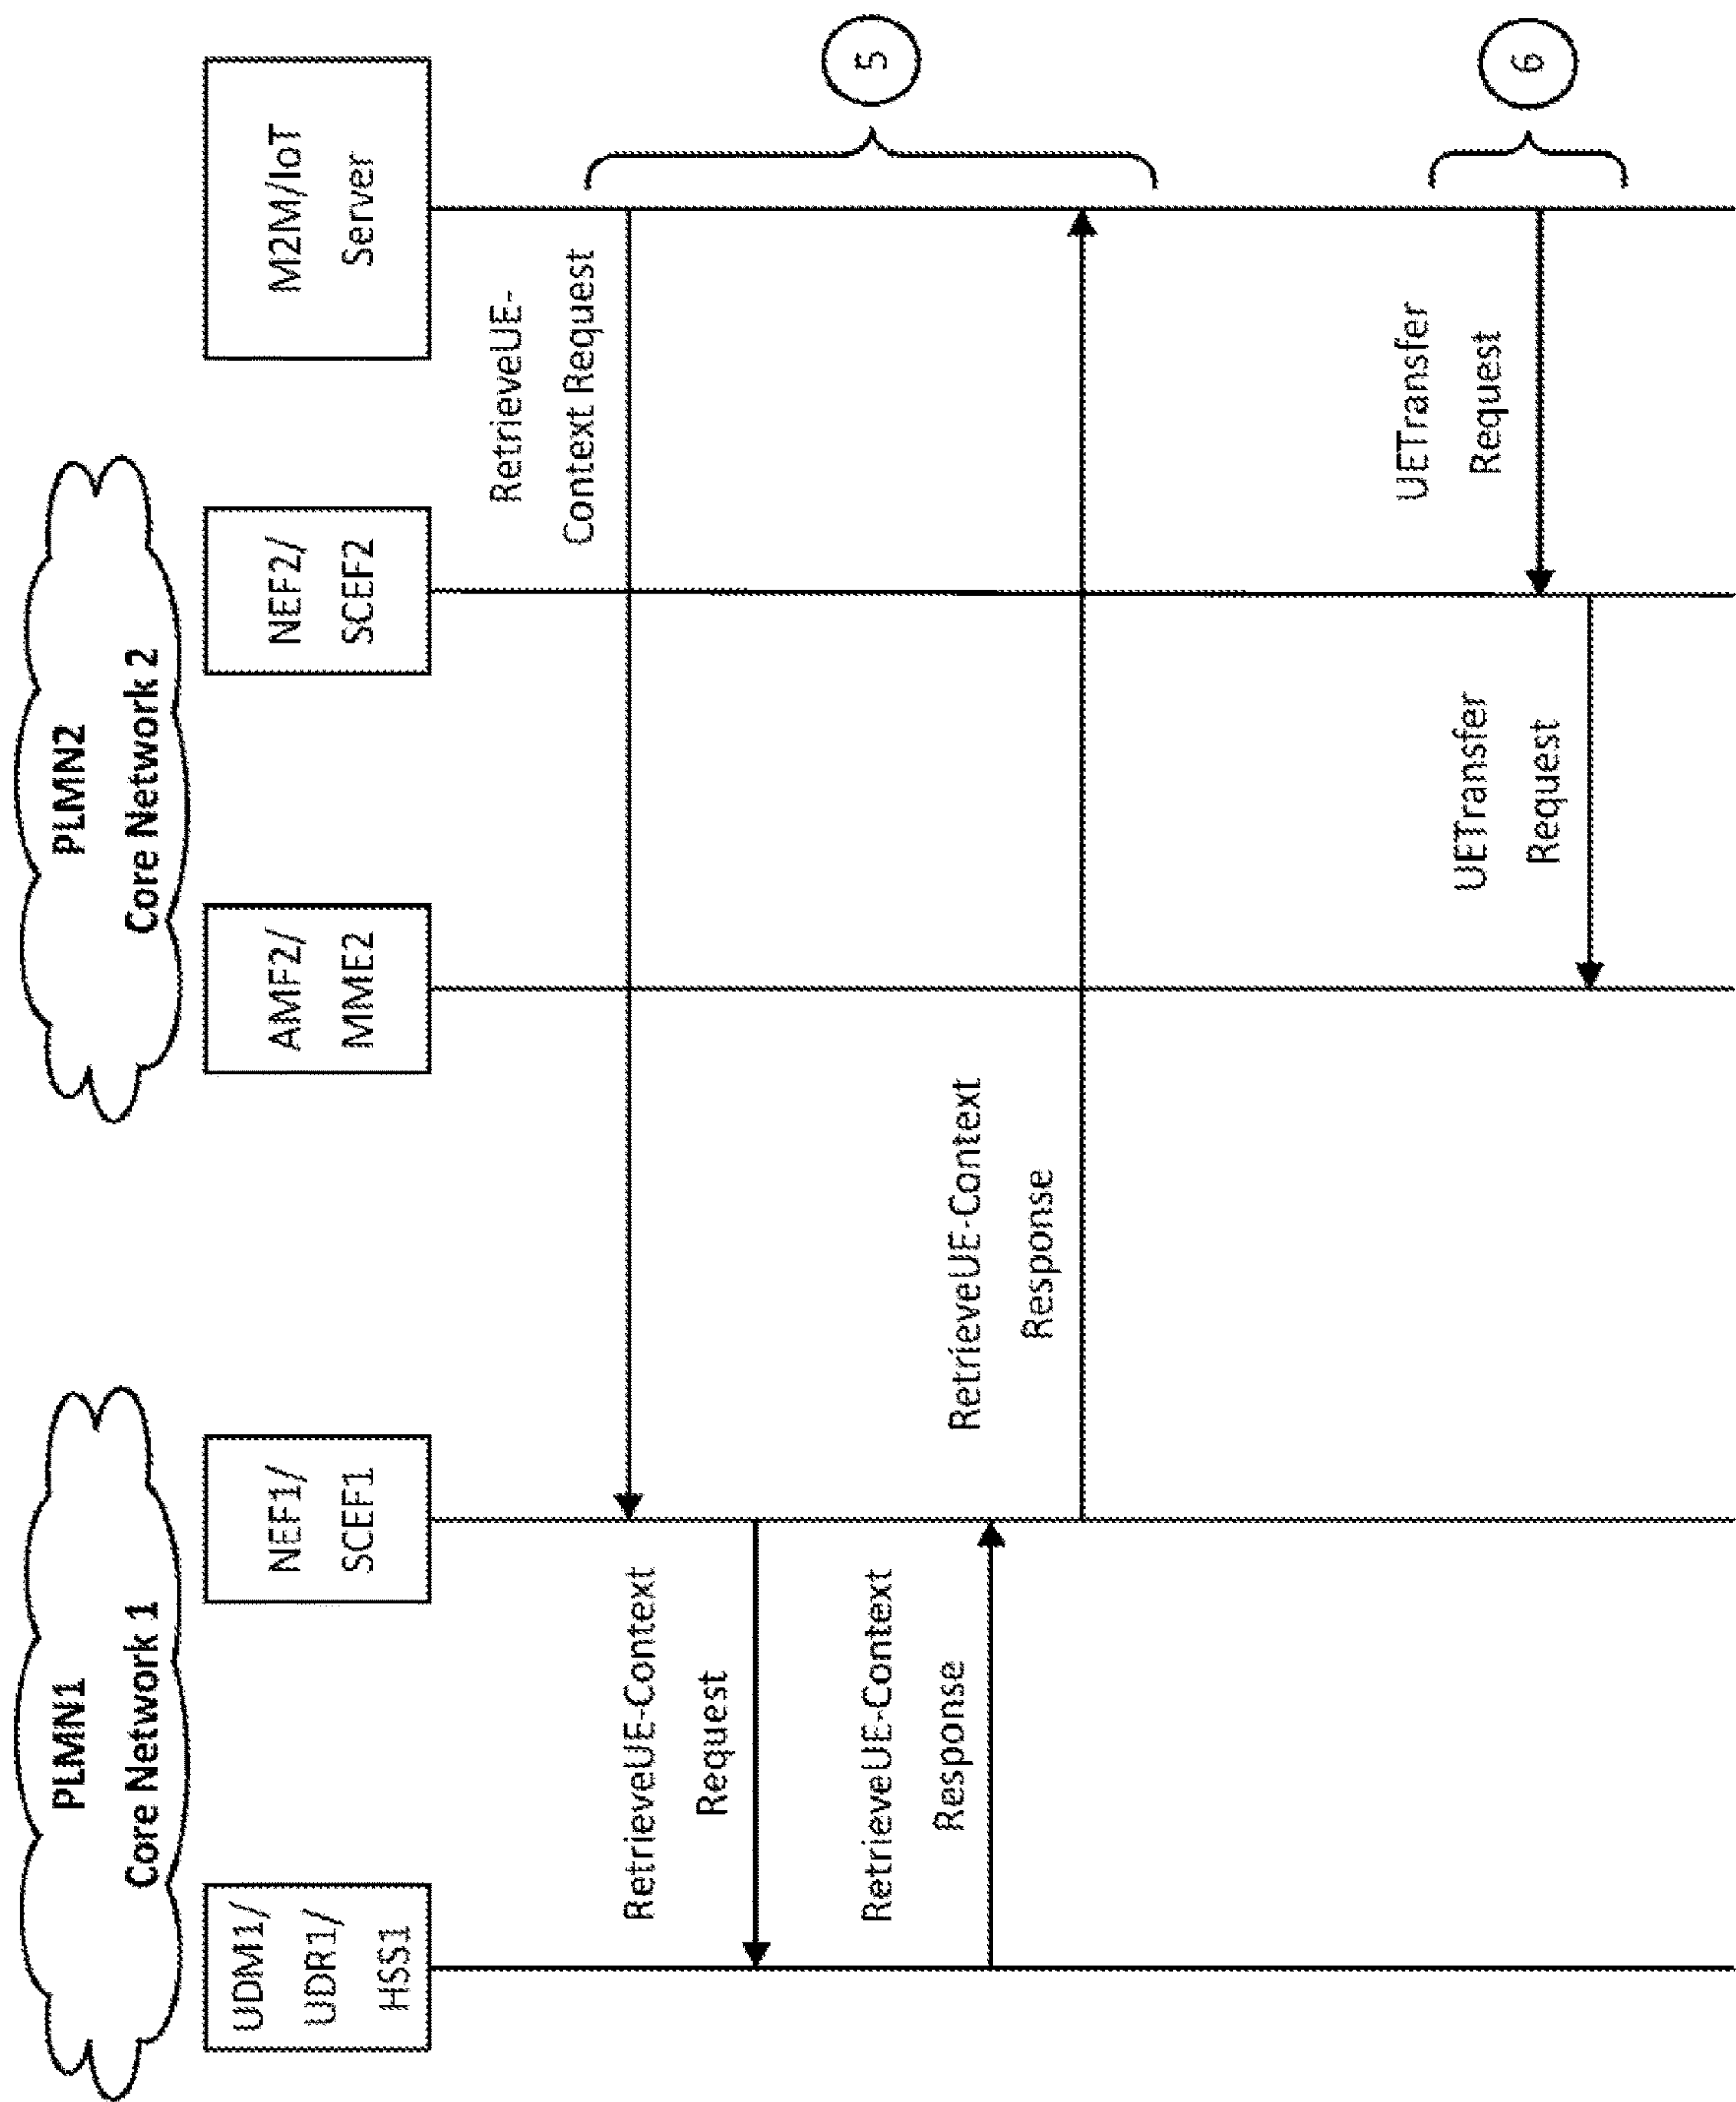 PLMN1
Core Network 1
PLMN2
Core Network 2
UDM1/
UDR1/
HSS1
NEF1/
SCEF1
AMF2/
MME2
NEF2/
SCEF2
M2M/IoT
Server
RetrieveUE-
Context Request
5
RetrieveUE-Context
Request
RetrieveUE-Context
Response
RetrieveUE-Context
Response
UETransfer
Request
6
UETransfer
Request